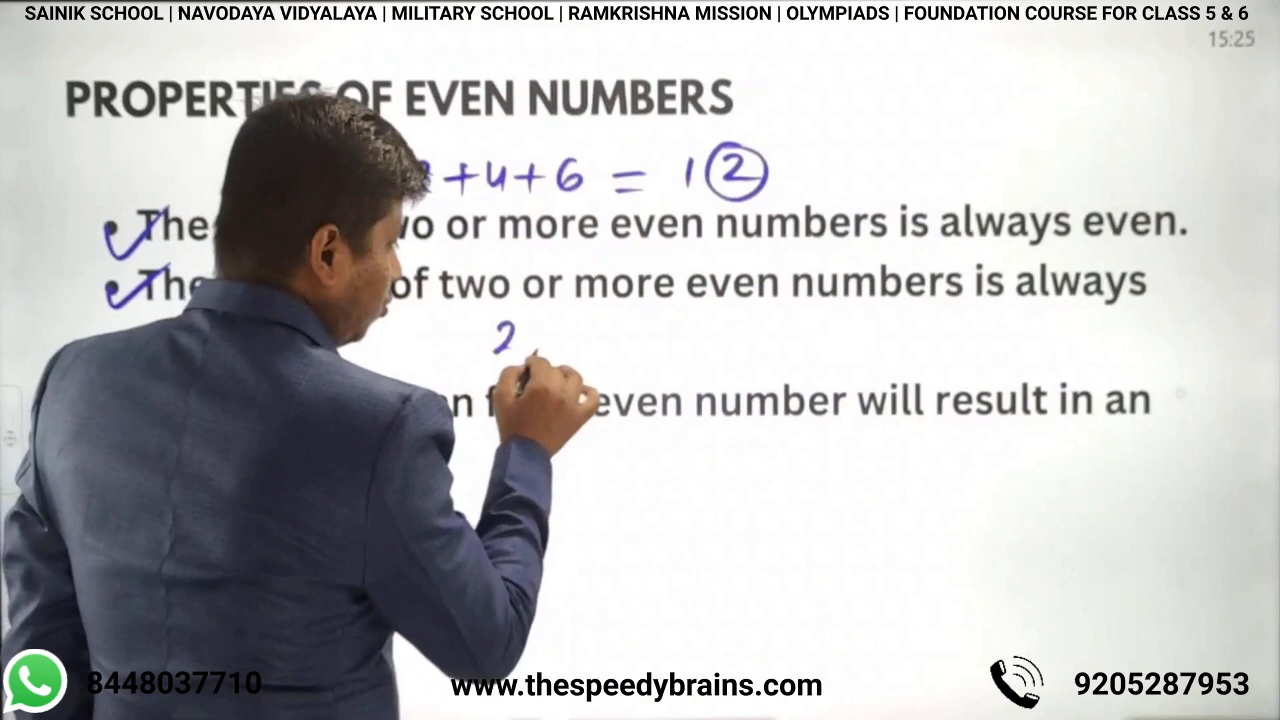 SAINIK SCHOOL | NAVODAYA VIDYALAYA | MILITARY SCHOOL | RAMKRISHNA MISSION | OLYMPIADS | FOUNDATION COURSE FOR CLASS 5 & 6
15:25
OF EVEN NUMBERS
+4+6 = 12
• The or more even numbers is always even.
• The of two or more even numbers is always
2
even number will result in an
8448037710 www.thespeedybrains.com 9205287953